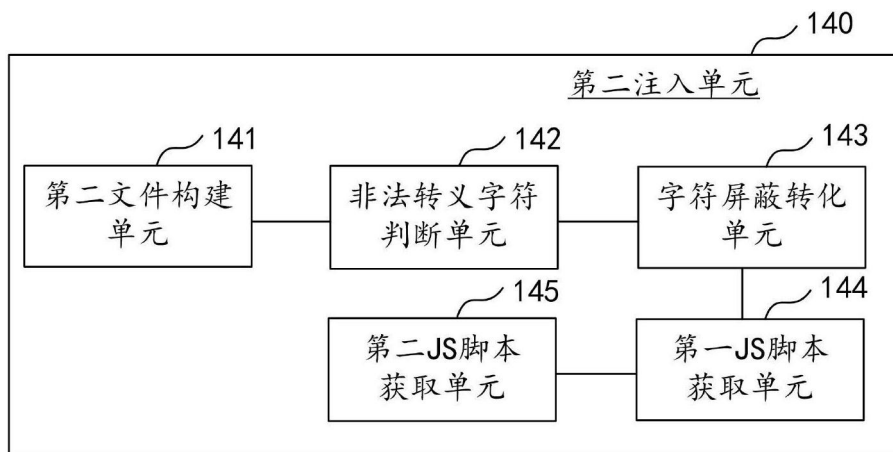 140
第二注入单元
141
142
143
第二文件构建
单元
非法转义字符
判断单元
字符屏蔽转化
单元
145
144
第二JS脚本
获取单元
第一JS脚本
获取单元